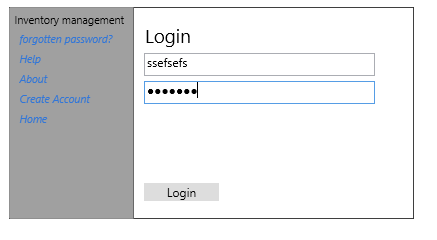 Inventory management
forgotten password?
Help
About
Create Account
Home
Login
ssefsefs
●●●●●●●
Login